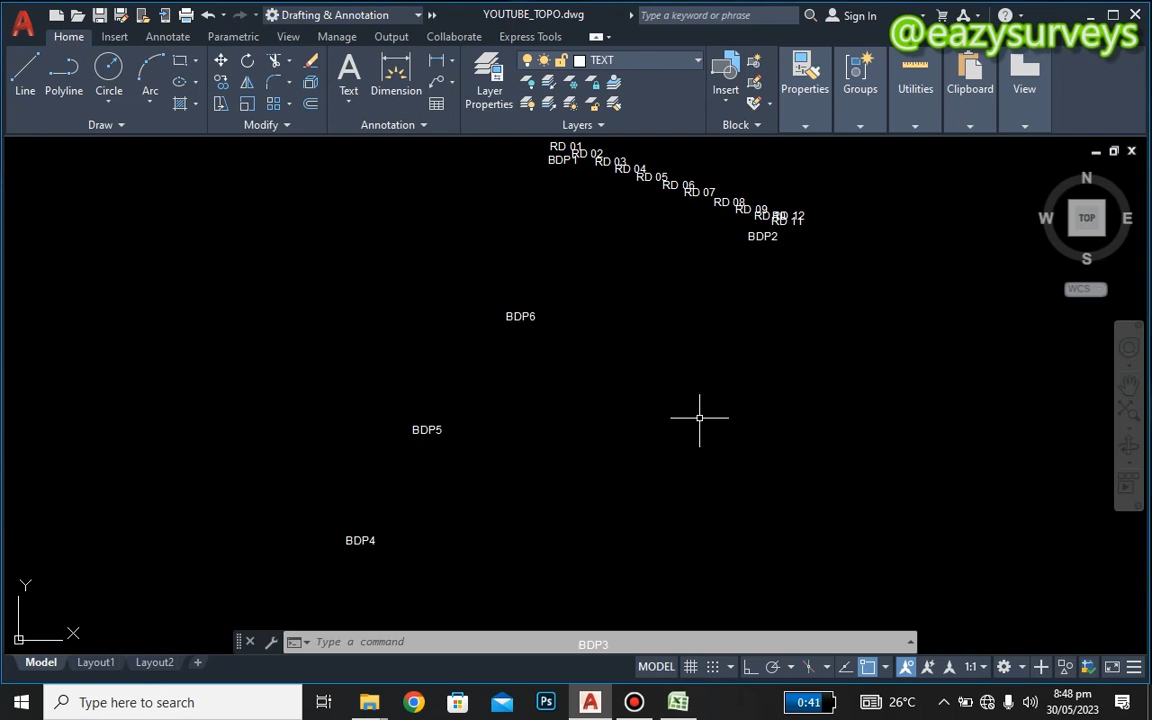 Drafting & Annotation
YOUTUBE_TOPO.dwg
Type a keyword or phrase
Sign In
@eazysurveys
Home
Insert
Annotate
Parametric
View
Manage
Output
Collaborate
Express Tools
Line
Polyline
Circle
Arc
Text
Dimension
Layer
Properties
TEXT
Insert
Properties
Groups
Utilities
Clipboard
View
Draw
Modify
Annotation
Layers
Block
RD 01
RD 02
BDP1
RD 03
RD 04
RD 05
RD 06
RD 07
RD 08
RD 09
RD 12
RD 11
BDP2
BDP6
BDP5
BDP4
BDP3
N
W
TOP
E
S
WCS
Y
X
Type a command
Model
Layout1
Layout2
MODEL
1:1
Type here to search
0:41
26°C
8:48 pm
30/05/2023